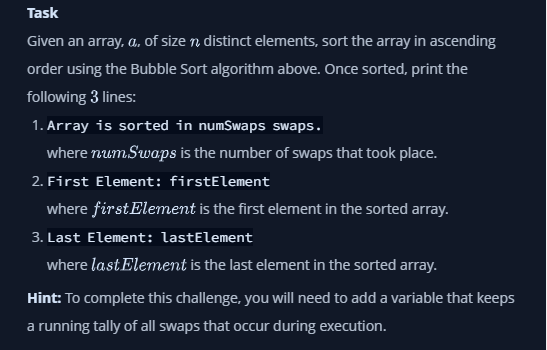 Task
Given an array, a, of size n distinct elements, sort the array in ascending
order using the Bubble Sort algorithm above. Once sorted, print the
following 3 lines:
1. Array is sorted in numSwaps swaps.
where numSwaps is the number of swaps that took place.
2. First Element: firstElement
where firstElement is the first element in the sorted array.
3. Last Element: lastElement
where lastElement is the last element in the sorted array.
Hint: To complete this challenge, you will need to add a variable that keeps
a running tally of all swaps that occur during execution.